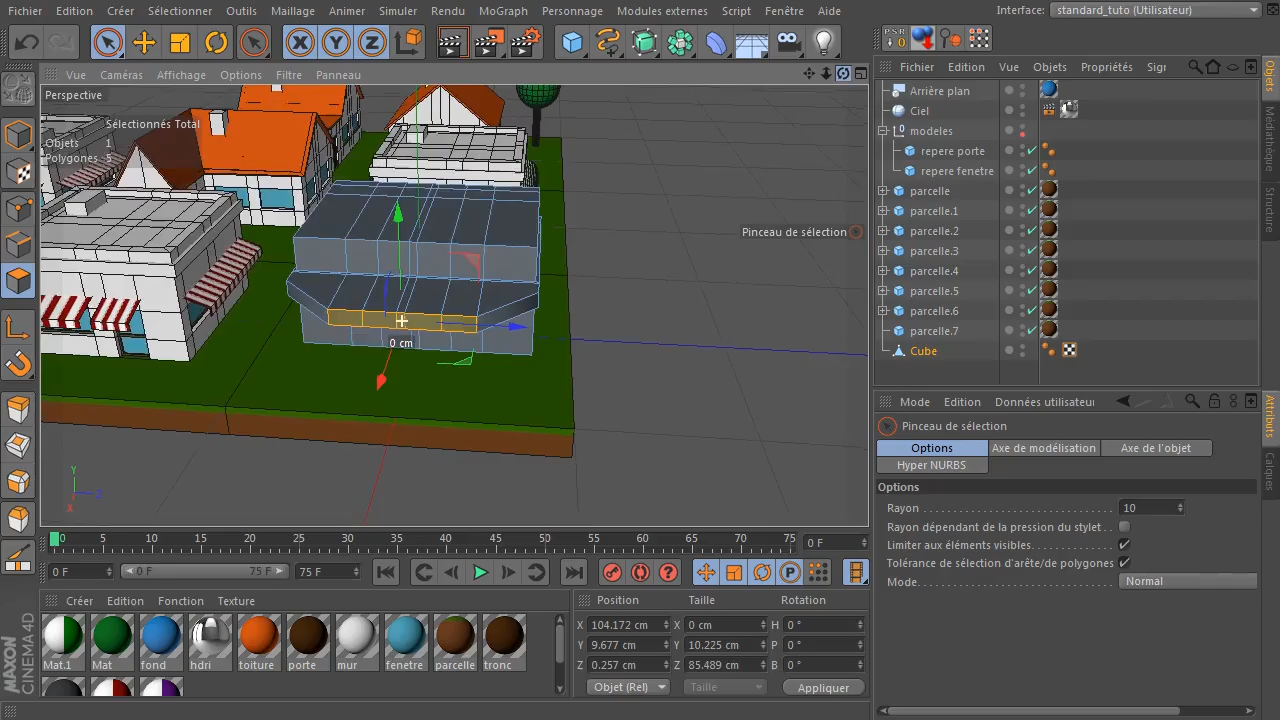 Fichier Edition Créer Sélectionner Outils Maillage Animer Simuler Rendu MoGraph Personnage Modules externes Script Fenêtre Aide
Interface: standard_tuto (Utilisateur)
X Y Z
PSR
0
Vue Caméras Affichage Options Filtre Panneau
Fichier Edition Vue Objets Propriétés Sigr
Perspective
Sélectionnés Total
Objets 1
Polygones 5
Pinceau de sélection
0 cm
Y
Z
X
Arrière plan
Ciel
modeles
repere porte
repere fenetre
parcelle
parcelle.1
parcelle.2
parcelle.3
parcelle.4
parcelle.5
parcelle.6
parcelle.7
Cube
Objets
Médiathèque
Structure
Mode Edition Données utilisateur
Pinceau de sélection
Options Axe de modélisation Axe de l'objet
Hyper NURBS
Options
Rayon 10
Rayon dépendant de la pression du stylet
Limiter aux éléments visibles
Tolérance de sélection d'arête/de polygones
Mode Normal
Attributs
Calques
0 5 10 15 20 25 30 35 40 45 50 55 60 65 70 75
0 F
0 F 0 F 75 F 75 F
P
Créer Edition Fonction Texture
Mat.1 Mat fond hdri toiture porte mur fenetre parcelle tronc
Position Taille Rotation
X 104.172 cm X 0 cm H 0 °
Y 9.677 cm Y 10.225 cm P 0 °
Z 0.257 cm Z 85.489 cm B 0 °
Objet (Rel) Taille Appliquer
MAXON
CINEMA 4D